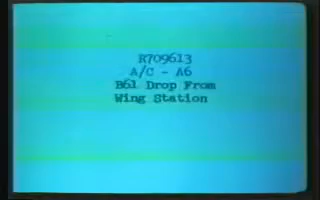 R709613
A/C - A6
B61 Drop From
Wing Station